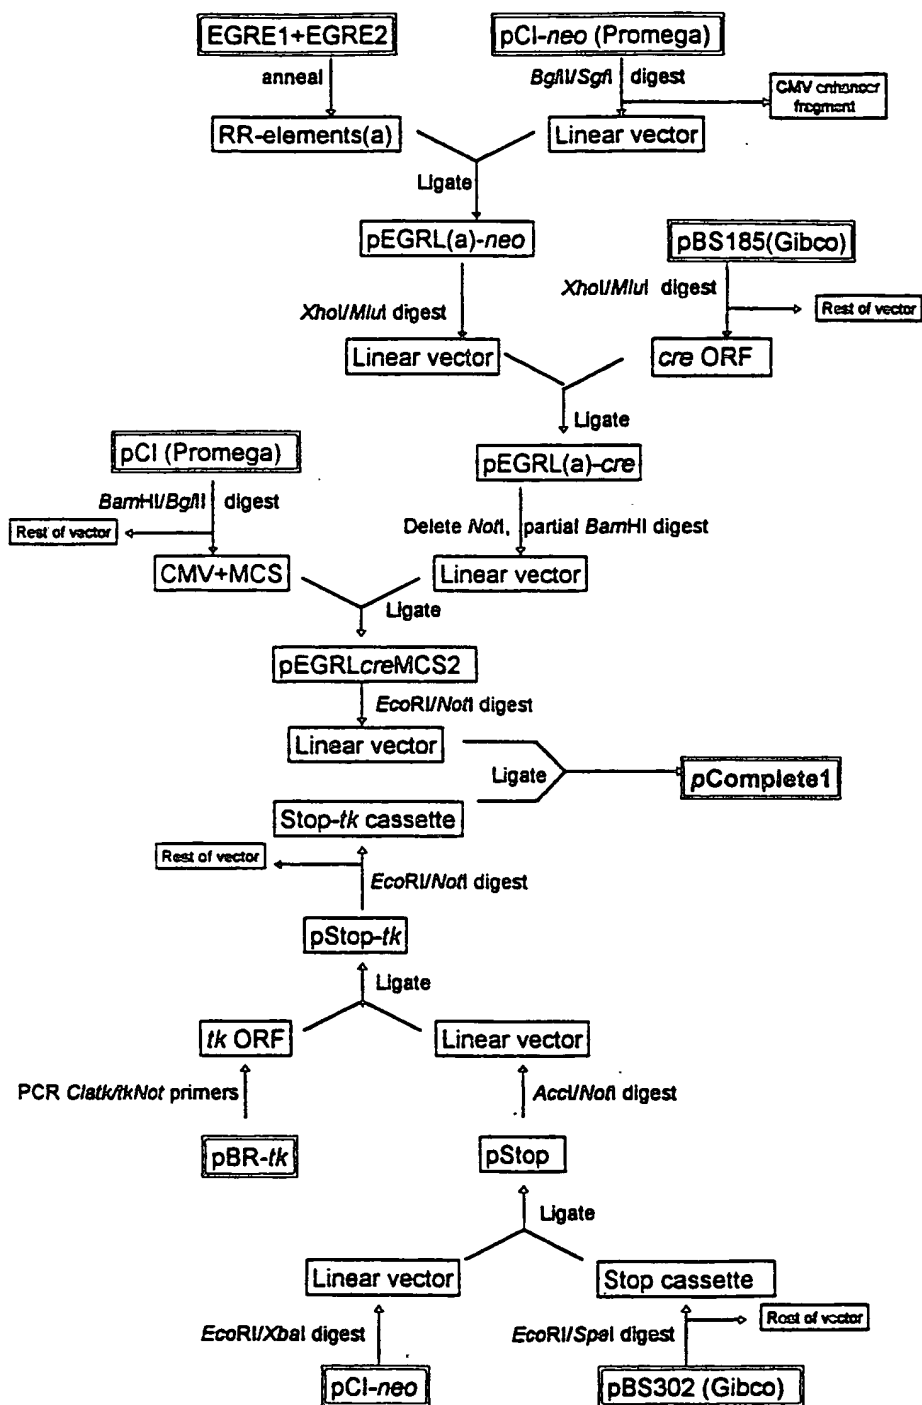 EGRE1+EGRE2
pCI-neo (Promega)
anneal
BglII/SgfI digest
CMV enhancer
fragment
RR-elements(a)
Linear vector
Ligate
pEGRL(a)-neo
pBS185(Gibco)
XhoI/MluI digest
XhoI/MluI digest
Rest of vector
Linear vector
cre ORF
Ligate
pCI (Promega)
pEGRL(a)-cre
BamHI/BglII digest
Rest of vector
Delete NotI, partial BamHI digest
CMV+MCS
Linear vector
Ligate
pEGRLcreMCS2
EcoRI/NotI digest
Linear vector
Ligate
pComplete1
Stop-tk cassette
Rest of vector
EcoRI/NotI digest
pStop-tk
Ligate
tk ORF
Linear vector
PCR Clatk/tkNot primers
AccI/NotI digest
pBR-tk
pStop
Ligate
Linear vector
Stop cassette
EcoRI/XbaI digest
EcoRI/SpeI digest
Rest of vector
pCI-neo
pBS302 (Gibco)